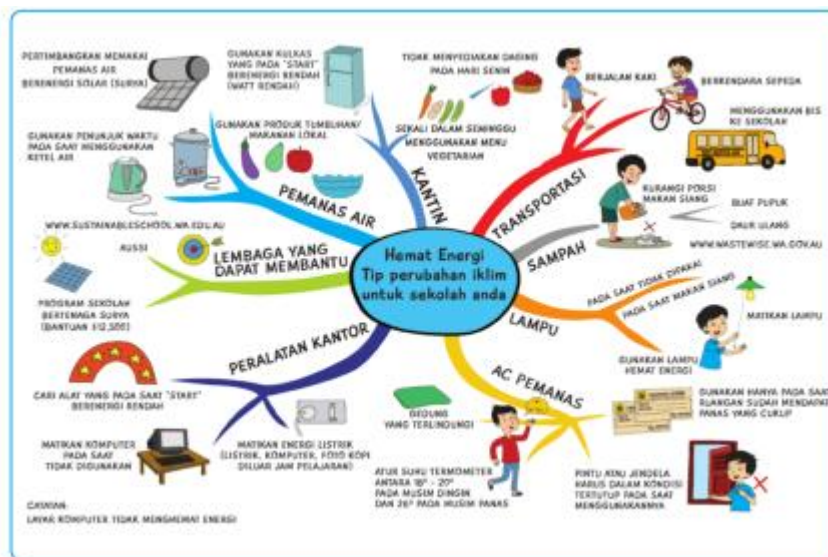 PERTIMBANGKAN MEMAKAI
PEMANAS AIR
BERENERGI SOLAR (SURYA)
GUNAKAN PENUNJUK WAKTU
PADA SAAT MENGGUNAKAN
KETEL AIR
PEMANAS AIR
GUNAKAN KULKAS
YANG PADA "START"
BERENERGI RENDAH
(WATT RENDAH)
GUNAKAN PRODUK TUMBUHAN/
MAKANAN LOKAL
TIDAK MENYEDIAKAN DAGING
PADA HARI SENIN
SEKALI DALAM SEMINGGU
MENGGUNAKAN MENU
VEGETARIAN
KANTIN
BERJALAN KAKI
BERKENDARA SEPEDA
MENGGUNAKAN BIS
KE SEKOLAH
TRANSPORTASI
KURANGI PORSI
MAKAN SIANG
BUAT PUPUK
DAUR ULANG
WWW.WASTEWISE.WA.GOV.AU
SAMPAH
Hemat Energi
Tip perubahan iklim
untuk sekolah anda
WWW.SUSTAINABLESCHOOL.WA.EDU.AU
AUSSI
LEMBAGA YANG
DAPAT MEMBANTU
PROGRAM SEKOLAH
BERTENAGA SURYA
PADA SAAT TIDAK DIPAKAI
PADA SAAT MAKAN SIANG
MATIKAN LAMPU
LAMPU
GUNAKAN LAMPU
HEMAT ENERGI
PERALATAN KANTOR
CARI ALAT YANG PADA SAAT "START"
BERENERGI RENDAH
MATIKAN KOMPUTER
PADA SAAT
TIDAK DIGUNAKAN
MATIKAN ENERGI LISTRIK
(LISTRIK, KOMPUTER, FOTO KOPI
DILUAR JAM PELAJARAN)
AC PEMANAS
GEDUNG
YANG TERLINDUNGI
ATUR SUHU TERMOMETER
ANTARA 18° - 20°
PADA MUSIM DINGIN
DAN 26° PADA MUSIM PANAS
GUNAKAN HANYA PADA SAAT
RUANGAN SUDAH MENDAPAT
PANAS YANG CUKUP
PINTU ATAU JENDELA
HARUS DALAM KONDISI
TERTUTUP PADA SAAT
MENGGUNAKANNYA
CATATAN:
LAYAR KOMPUTER TIDAK MENGHEMAT ENERGI